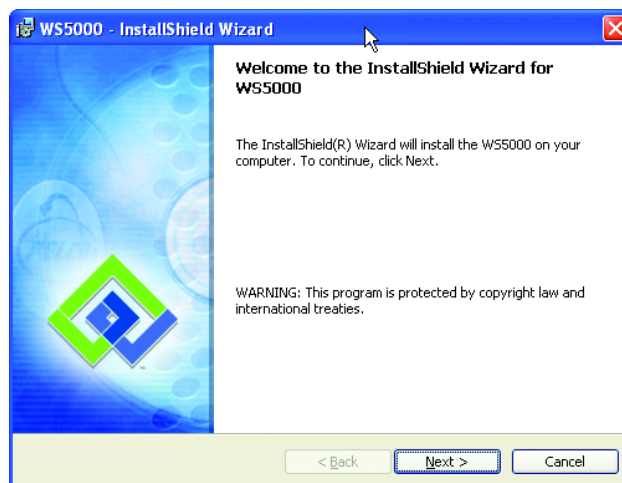 WS5000 - InstallShield Wizard
Welcome to the InstallShield Wizard for
WS5000
The InstallShield(R) Wizard will install the WS5000 on your
computer. To continue, click Next.
WARNING: This program is protected by copyright law and
international treaties.
< Back
Next >
Cancel